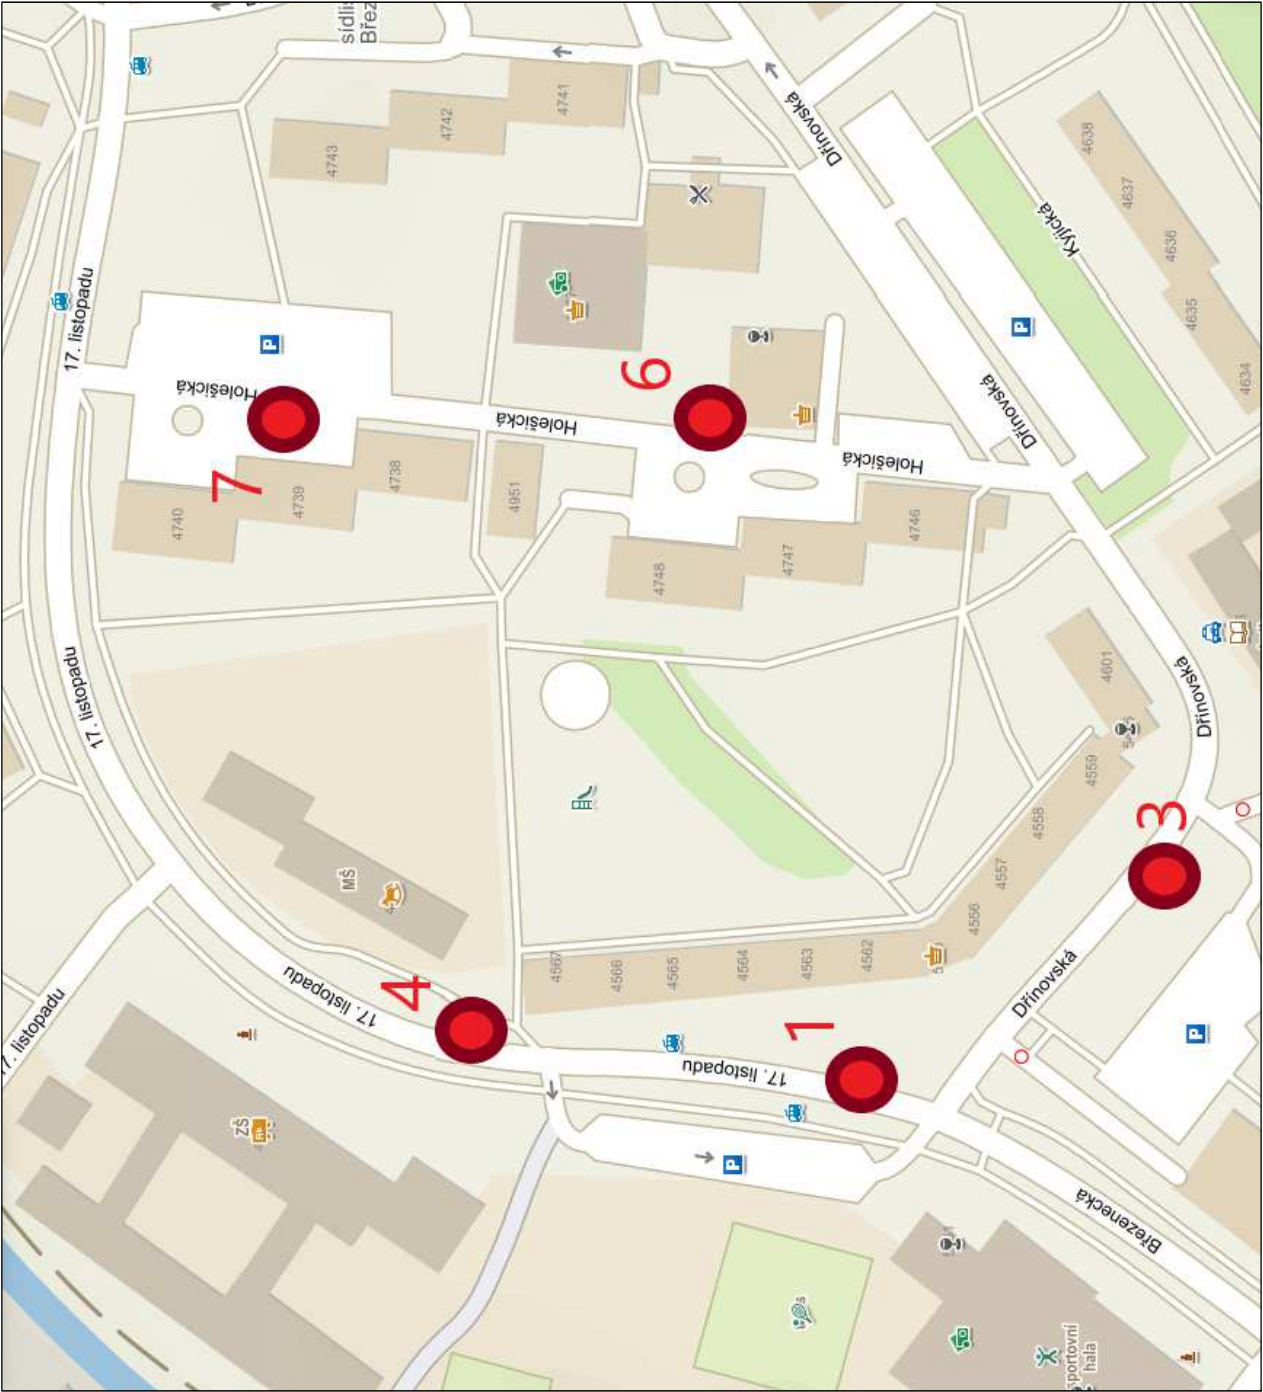 sídli
Břez
4741
4742
4743
Dřínovská
4638
4637
4636
4635
4634
Kyjická
17. listopadu
P
Holešická
6
P
Dřínovská
Holešická
Holešická
7
4738
4739
4740
4951
4746
4747
4748
17. listopadu
4601
Dřínovská
4559
4558
4557
4556
3
MŠ
4567
4566
4565
4564
4563
4562
17. listopadu
4
17. listopadu
1
17. listopadu
Dřínovská
P
ZŠ
P
Březenecká
sportovní
hala